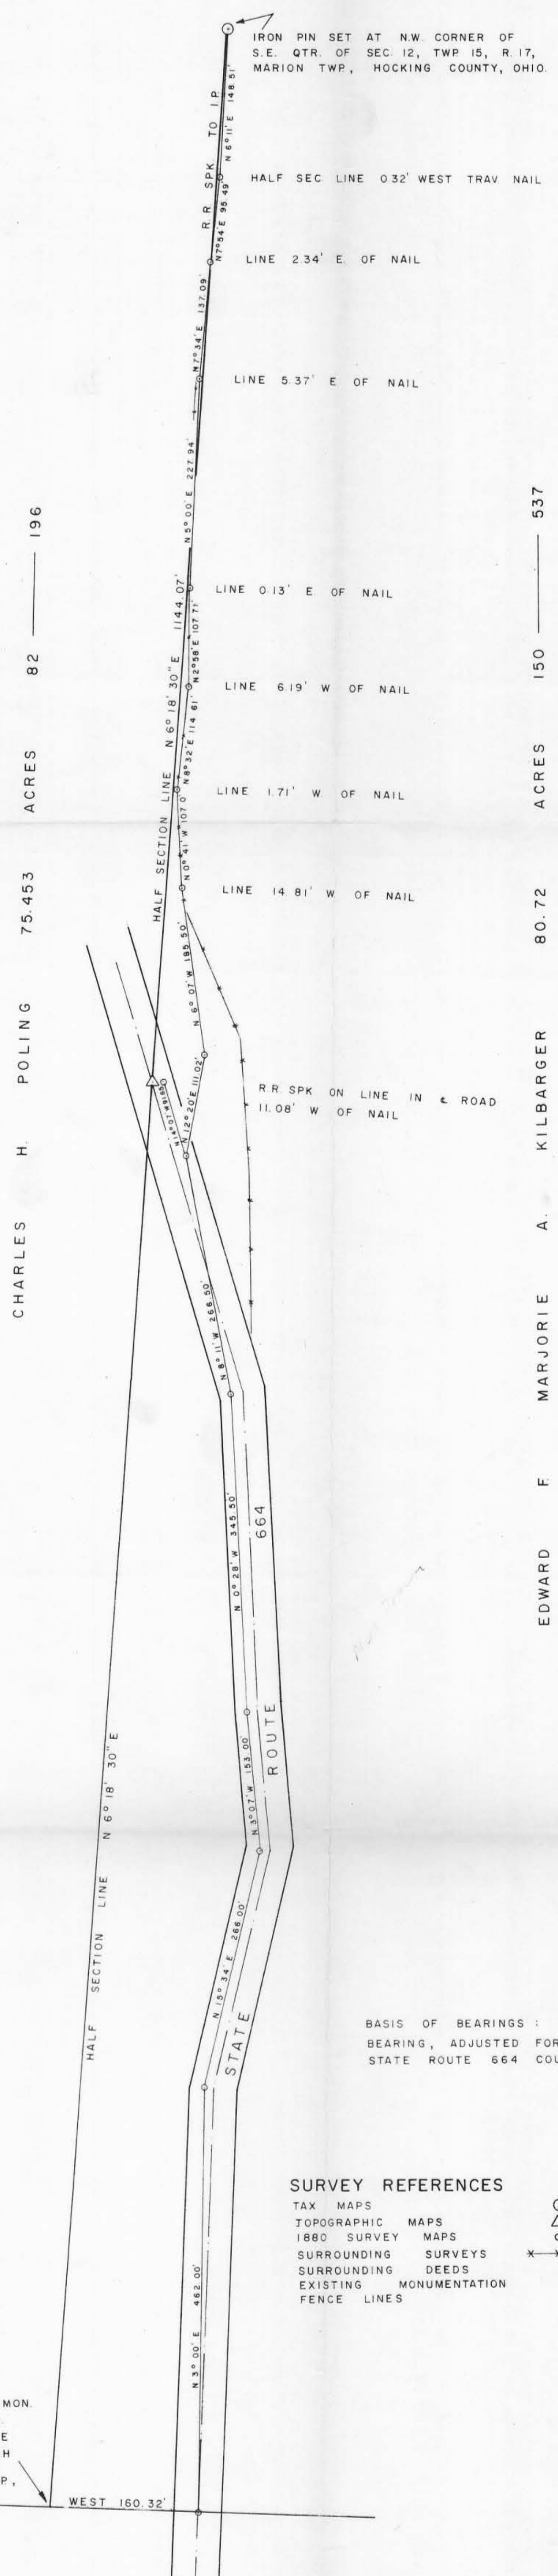 IRON PIN SET AT N.W. CORNER OF
S.E. QTR. OF SEC. 12, TWP. 15, R. 17,
MARION TWP., HOCKING COUNTY, OHIO.
N 6° 11' E 148.51'
R.R. SPK TO I.P.
HALF SEC. LINE 0.32' WEST TRAV. NAIL
N 7° 54' E 95.49'
LINE 2.34' E. OF NAIL
N 7° 34' E 137.09'
LINE 5.37' E OF NAIL
N 5° 00' E 227.94'
LINE 0.13' E OF NAIL
N 2° 58' E 107.71'
LINE 6.19' W OF NAIL
N 8° 32' E 114.61'
LINE 1.71' W. OF NAIL
N 0° 41' W 107.0'
LINE 14.81' W OF NAIL
HALF SECTION LINE N 6° 18' 30" E 1144.07'
N 6° 07' W 185.50'
R.R. SPK ON LINE IN ℄ ROAD
11.08' W OF NAIL
N 12° 20' E 111.02'
N 8° 11' W 266.50'
N 0° 28' W 345.50'
N 3° 07' W 153.00'
N 15° 34' E 266.00'
N 3° 00' E 462.00'
STATE ROUTE 664
HALF SECTION LINE N 6° 18' 30" E
CHARLES H. POLING 75.453 ACRES 82 — 196
EDWARD F. MARJORIE A. KILBARGER 80.72 ACRES 150 — 537
BASIS OF BEARINGS :
BEARING, ADJUSTED FOR
STATE ROUTE 664 COU
SURVEY REFERENCES
TAX MAPS
TOPOGRAPHIC MAPS
1880 SURVEY MAPS
SURROUNDING SURVEYS
SURROUNDING DEEDS
EXISTING MONUMENTATION
FENCE LINES
MON.
E
H
P,
WEST 160.32'